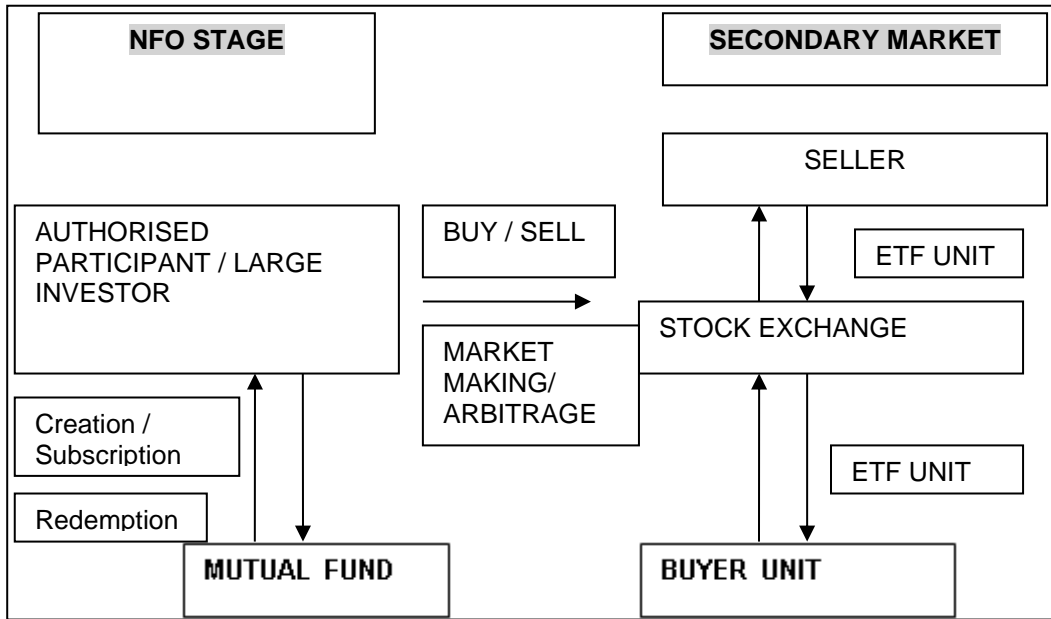 NFO STAGE
SECONDARY MARKET
SELLER
AUTHORISED
PARTICIPANT / LARGE
INVESTOR
BUY / SELL
ETF UNIT
STOCK EXCHANGE
MARKET
MAKING/
ARBITRAGE
Creation /
Subscription
ETF UNIT
Redemption
MUTUAL FUND
BUYER UNIT